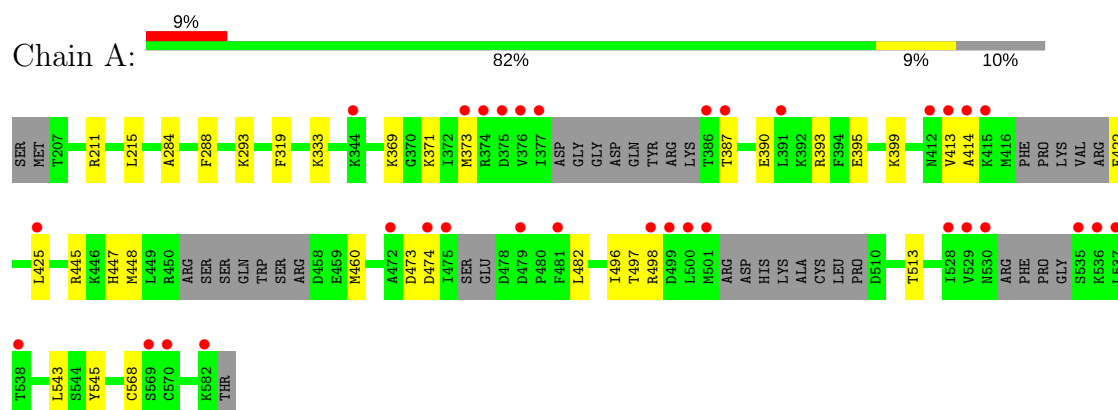 9%
Chain A:
82% 9% 10%
SER MET T207 R211 L215 A284 F288 K293 F319 K333 K344 K369 G370 K371 I372 M373 R374 D375 V376 I377 ASP GLY GLY ASP GLN TYR ARG LYS T386 T387 E390 L391 K392 R393 F394 E395 K399 N412 V413 A414 K415 M416 PHE PRO LYS VAL ARG
L425 R445 K446 H447 M448 L449 R450 ARG SER SER GLN TRP SER ARG D458 E459 M460 A472 D473 D474 I475 SER GLU D478 D479 P480 F481 L482 I496 T497 R498 D499 L500 M501 ARG ASP HIS LYS ALA CYS LEU PRO D510 T513 I528 V529 N530 ARG PHE PRO GLY S535 K536 L537
T538 L543 S544 Y545 C568 S569 C570 K582 THR